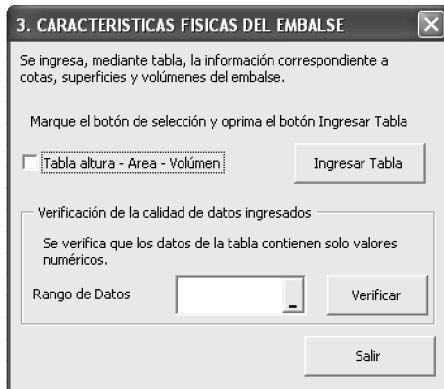 3. CARACTERISTICAS FISICAS DEL EMBALSE
Se ingresa, mediante tabla, la información correspondiente a
cotas, superficies y volúmenes del embalse.
Marque el botón de selección y oprima el botón Ingresar Tabla
Tabla altura - Area - Volúmen
Ingresar Tabla
Verificación de la calidad de datos ingresados
Se verifica que los datos de la tabla contienen solo valores
numéricos.
Rango de Datos
Verificar
Salir